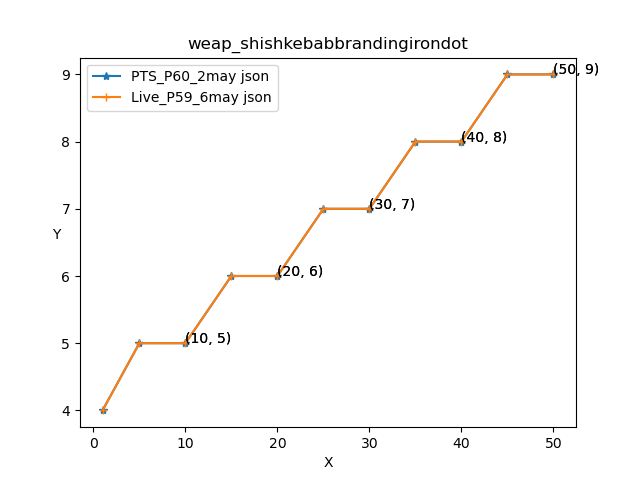 weap_shishkebabbrandingirondot
PTS_P60_2may json
Live_P59_6may json
9
8
7
6
5
4
Y
(50, 9)
(40, 8)
(30, 7)
(20, 6)
(10, 5)
0 10 20 30 40 50
X